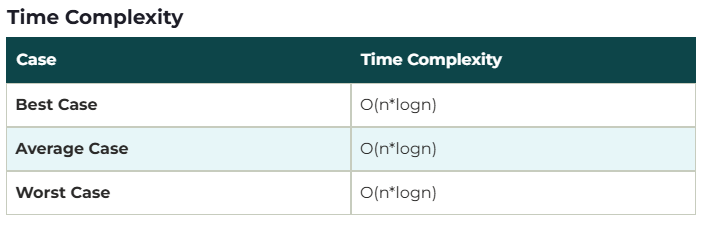 Time Complexity
Case Time Complexity
Best Case O(n*logn)
Average Case O(n*logn)
Worst Case O(n*logn)